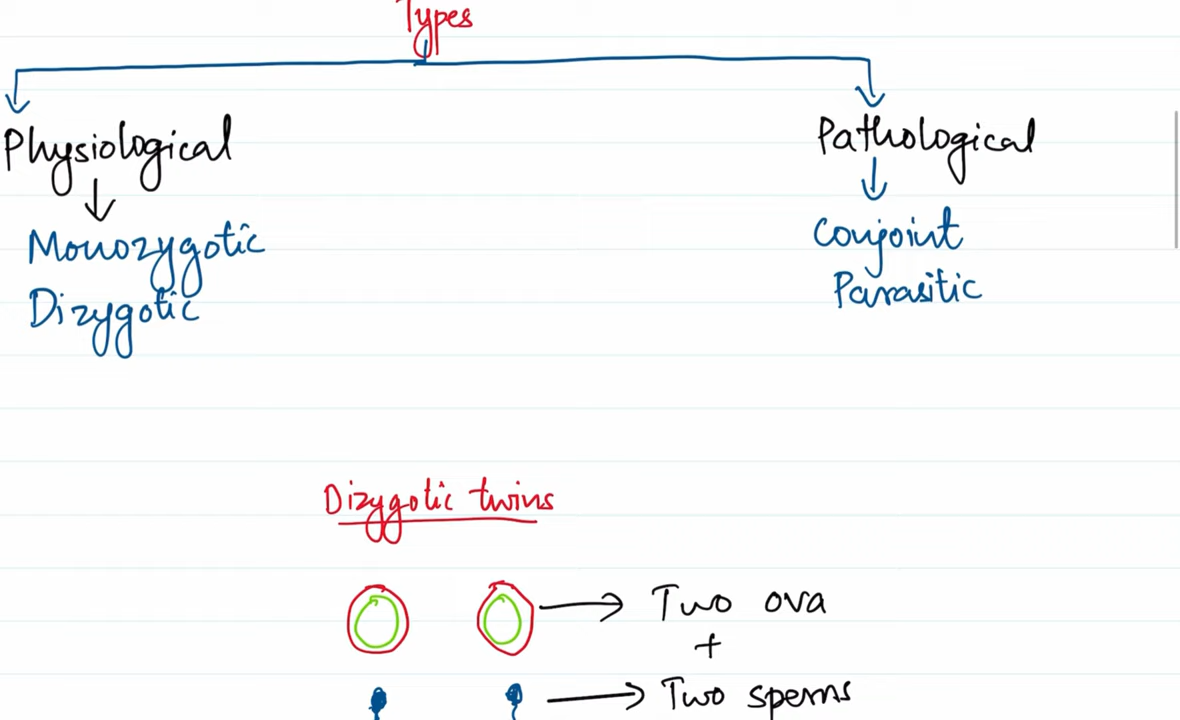 Types
Physiological
Pathological
Monozygotic
Dizygotic
Conjoint
Parasitic
Dizygotic twins
Two ova
+
Two sperms